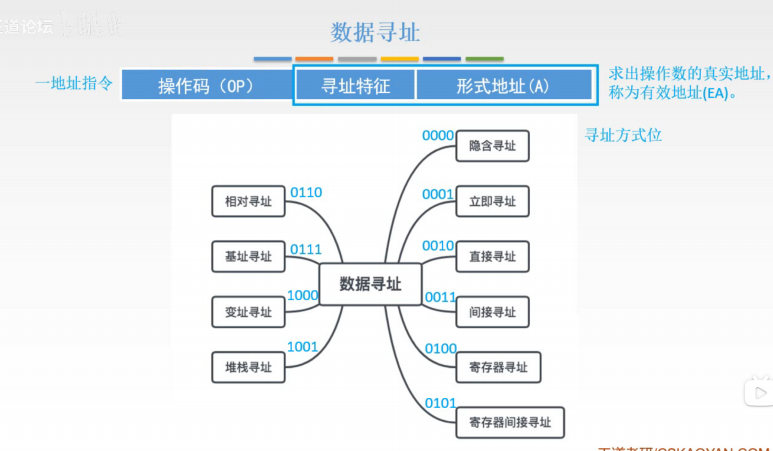 王道论坛
数据寻址
一地址指令
操作码（OP）
寻址特征
形式地址(A)
求出操作数的真实地址，
称为有效地址(EA)。
寻址方式位
0000
隐含寻址
0001
立即寻址
0010
直接寻址
0011
间接寻址
0100
寄存器寻址
0101
寄存器间接寻址
0110
相对寻址
0111
基址寻址
1000
变址寻址
1001
堆栈寻址
数据寻址
王道考研/CSKAOYAN.COM